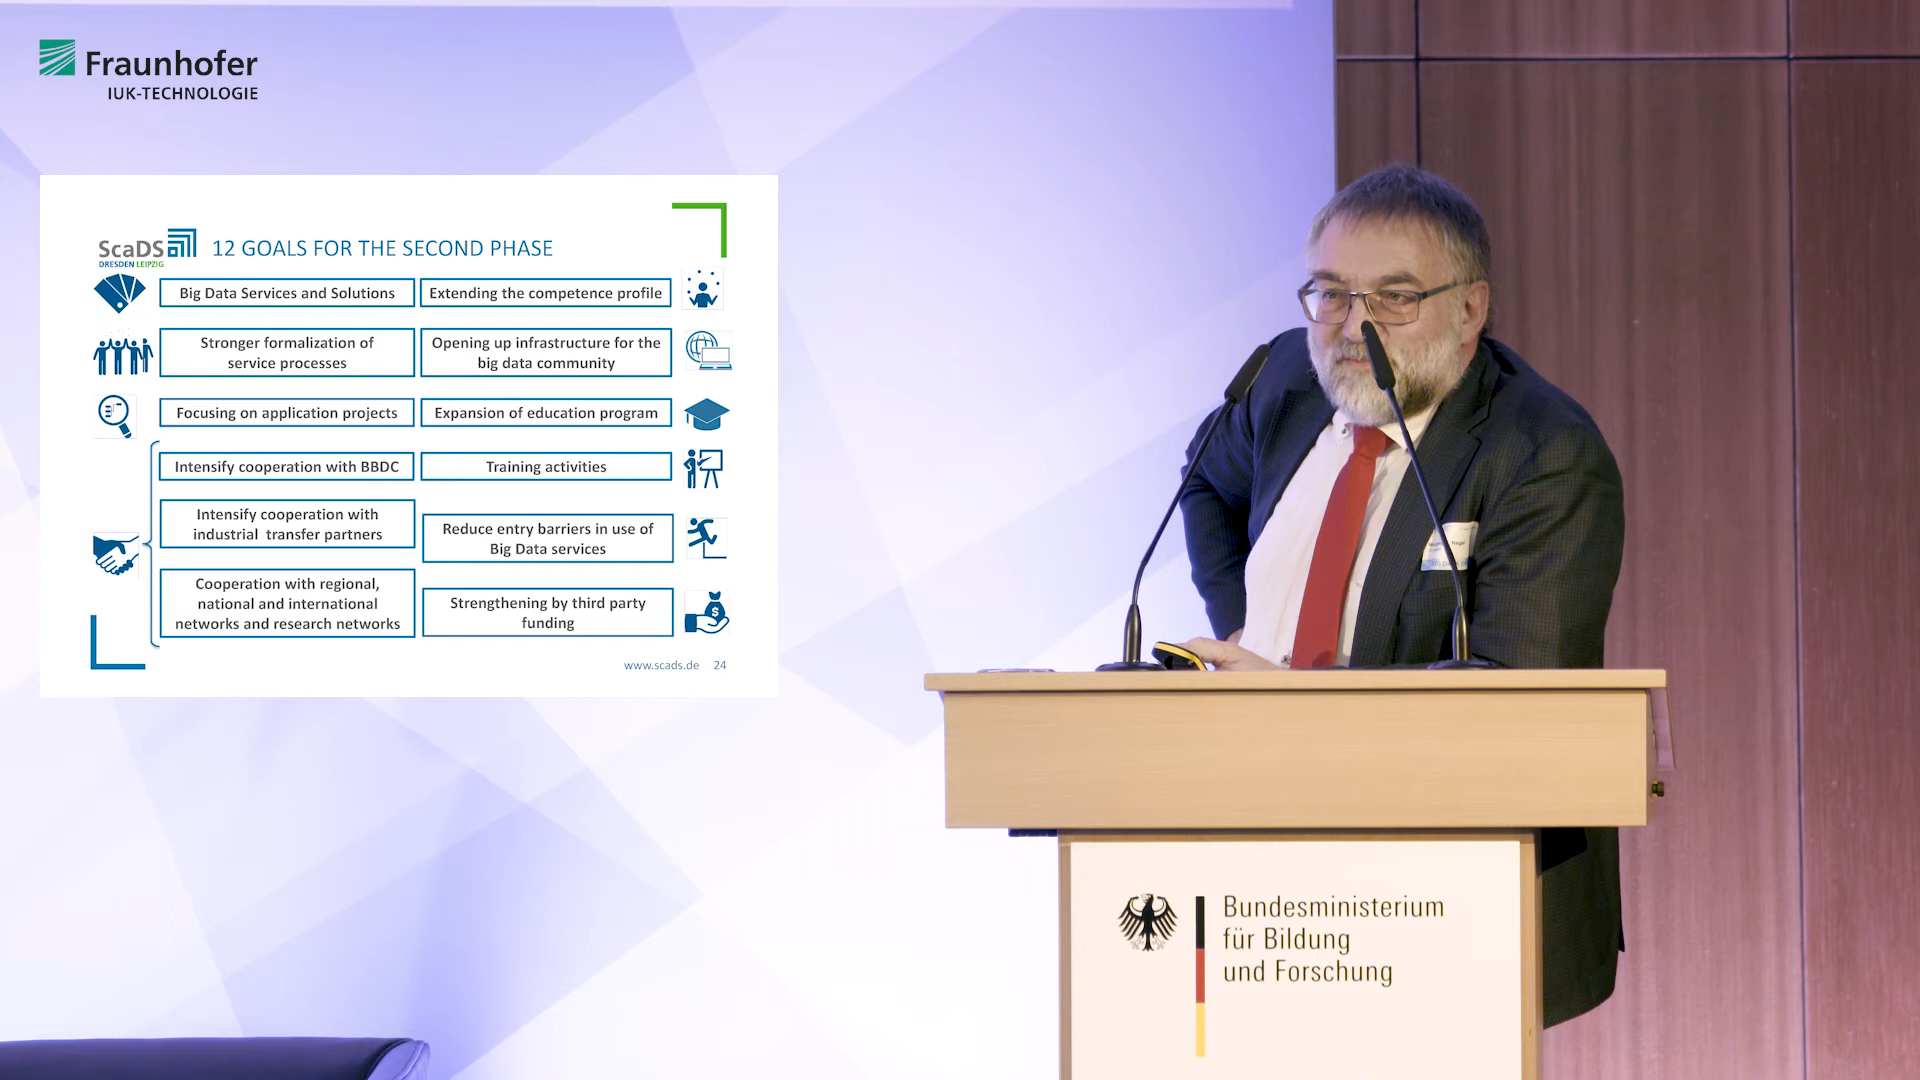 Fraunhofer
IUK-TECHNOLOGIE
ScaDS
DRESDEN LEIPZIG
12 GOALS FOR THE SECOND PHASE
Big Data Services and Solutions
Extending the competence profile
Stronger formalization of
service processes
Opening up infrastructure for the
big data community
Focusing on application projects
Expansion of education program
Intensify cooperation with BBDC
Training activities
Intensify cooperation with
industrial transfer partners
Reduce entry barriers in use of
Big Data services
Cooperation with regional,
national and international
networks and research networks
Strengthening by third party
funding
$
www.scads.de 24
Nagel
Bundesministerium
für Bildung
und Forschung